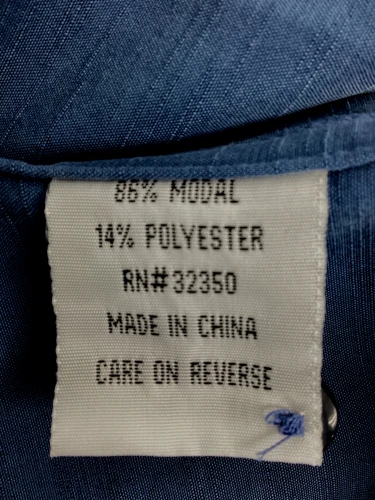 86% MODAL
14% POLYESTER
RN#32350
MADE IN CHINA
CARE ON REVERSE